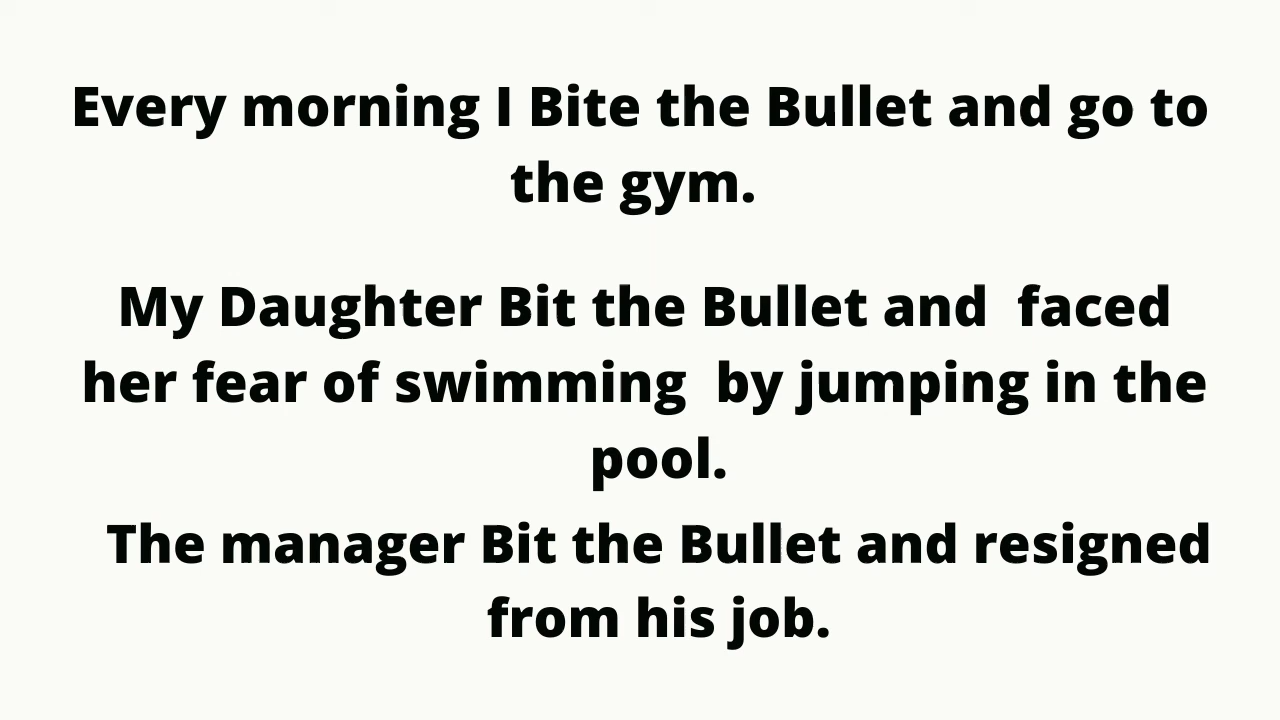 Every morning I Bite the Bullet and go to
the gym.
My Daughter Bit the Bullet and  faced
her fear of swimming  by jumping in the
pool.
The manager Bit the Bullet and resigned
from his job.